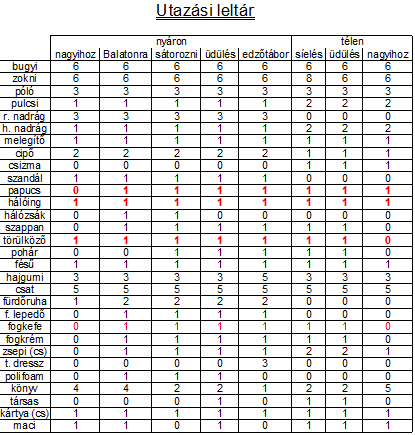 Utazási leltár
nyáron télen
nagyihoz Balatonra sátorozni üdülés edzőtábor síelés üdülés nagyihoz
bugyi 6 6 6 6 6 6 6 6
zokni 6 6 6 6 6 8 6 6
póló 3 3 3 3 3 3 3 3
pulcsi 1 1 1 1 1 2 2 2
r. nadrág 3 3 3 3 3 0 0 0
h. nadrág 1 1 1 1 1 2 2 2
melegítő 1 1 1 1 1 1 1 1
cipő 2 2 2 2 2 1 1 1
csizma 0 0 0 0 0 1 1 1
szandál 1 1 1 1 1 0 0 0
papucs 0 1 1 1 1 1 1 1
hálóing 1 1 1 1 1 1 1 1
hálózsák 0 1 1 0 0 0 0 0
szappan 0 1 1 1 1 1 1 0
törülköző 1 1 1 1 1 1 1 0
pohár 0 0 1 1 1 1 1 0
fésű 1 1 1 1 1 1 1 1
hajgumi 3 3 3 3 5 3 3 3
csat 5 5 5 5 5 5 5 5
fürdőruha 1 2 2 2 2 0 0 0
f. lepedő 0 1 1 1 0 0 0 0
fogkefe 0 1 1 1 1 1 1 0
fogkrém 0 1 1 1 1 1 1 0
zsepi (cs) 0 1 1 1 1 2 2 1
t. dressz 0 0 0 0 3 0 0 0
polifoam 0 1 1 1 0 0 0 0
könyv 4 4 2 2 1 2 2 5
társas 0 0 0 1 0 1 1 0
kártya (cs) 1 1 1 1 1 1 1 1
maci 1 1 0 1 0 1 1 1